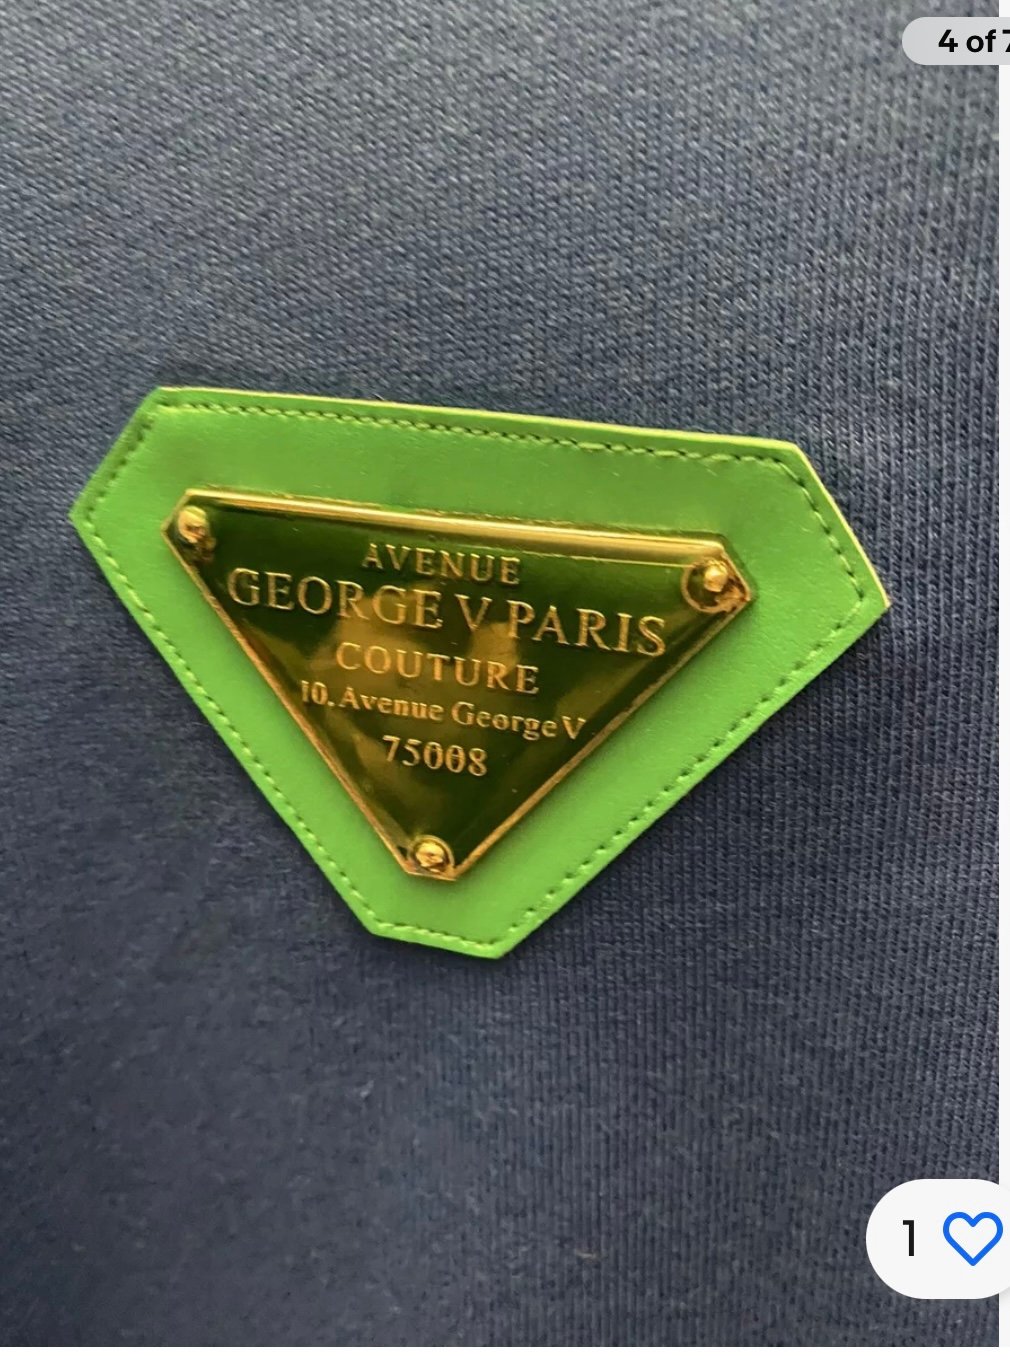 4 of 7
AVENUE
GEORGE V PARIS
COUTURE
10. Avenue George V
75008
1